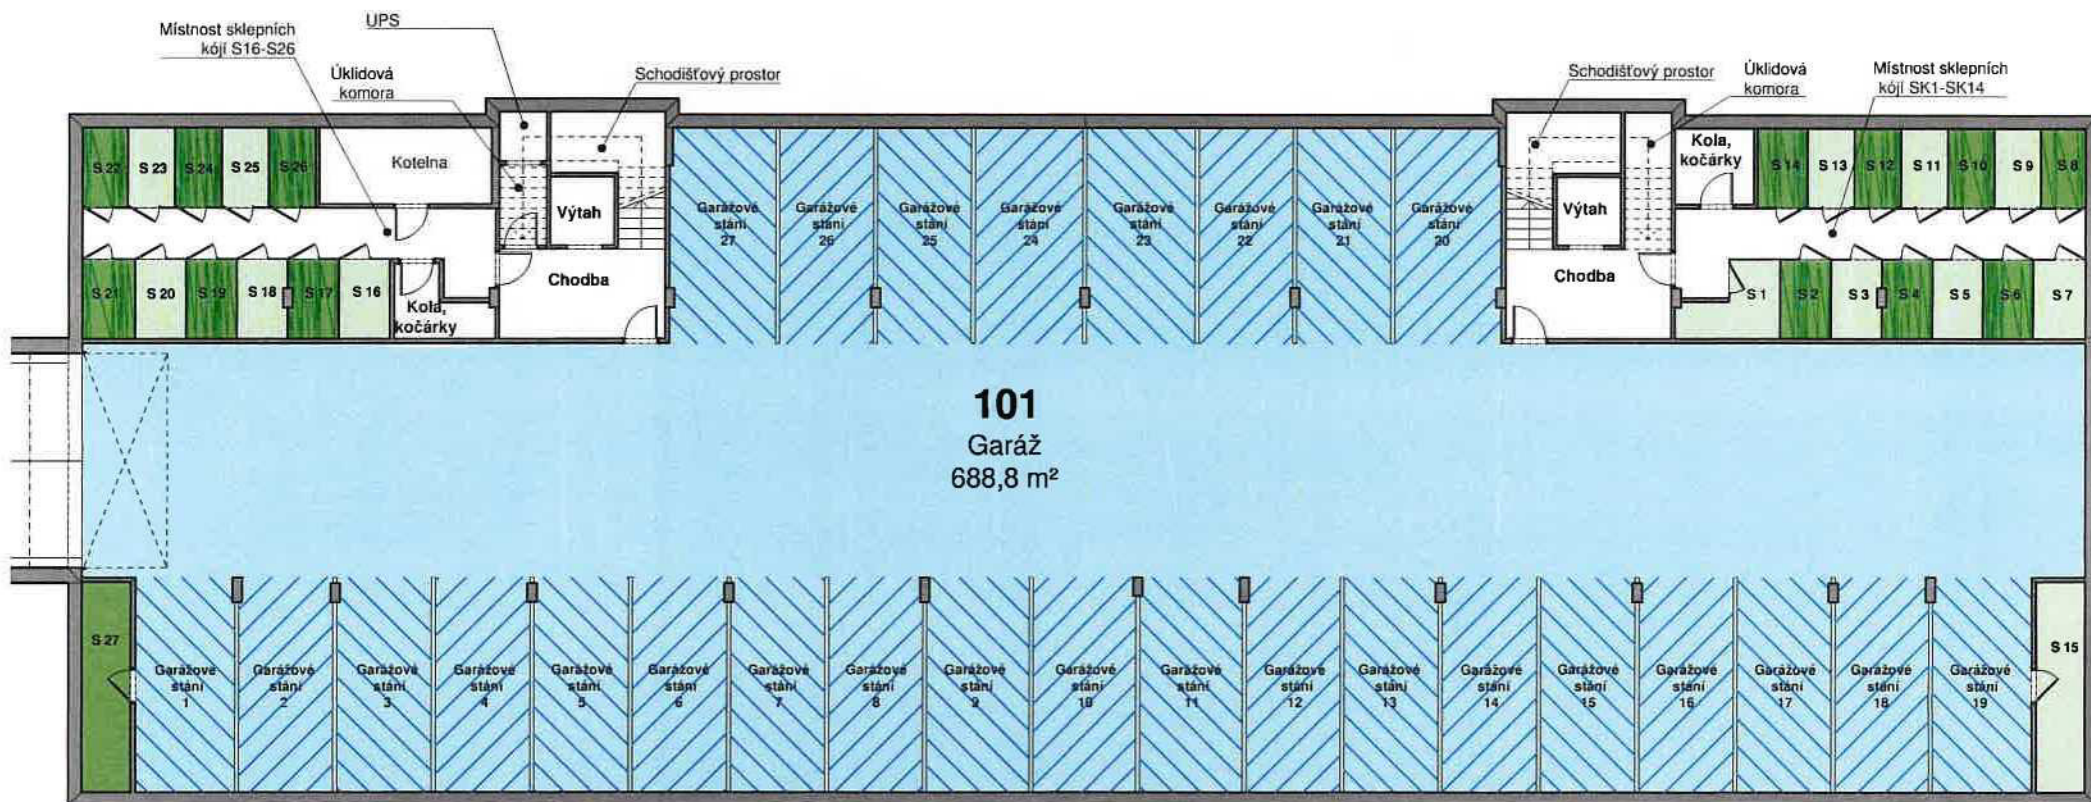 UPS
Místnost sklepních
kójí S16-S26
Úklidová
komora
Schodišťový prostor
Schodišťový prostor
Úklidová
komora
Místnost sklepních
kójí SK1-SK14
S 22
S 23
S 24
S 25
S 26
Kotelna
Výtah
Chodba
Kola,
kočárky
S 21
S 20
S 19
S 18
S 17
S 16
Garážové
stání
27
Garážové
stání
26
Garážové
stání
25
Garážové
stání
24
Garážové
stání
23
Garážové
stání
22
Garážové
stání
21
Garážové
stání
20
Výtah
Chodba
Kola,
kočárky
S 14
S 13
S 12
S 11
S 10
S 9
S 8
S 1
S 2
S 3
S 4
S 5
S 6
S 7
101
Garáž
688,8 m²
S 27
Garážové
stání
1
Garážové
stání
2
Garážové
stání
3
Garážové
stání
4
Garážové
stání
5
Garážové
stání
6
Garážové
stání
7
Garážové
stání
8
Garážové
stání
9
Garážové
stání
10
Garážové
stání
11
Garážové
stání
12
Garážové
stání
13
Garážové
stání
14
Garážové
stání
15
Garážové
stání
16
Garážové
stání
17
Garážové
stání
18
Garážové
stání
19
S 15